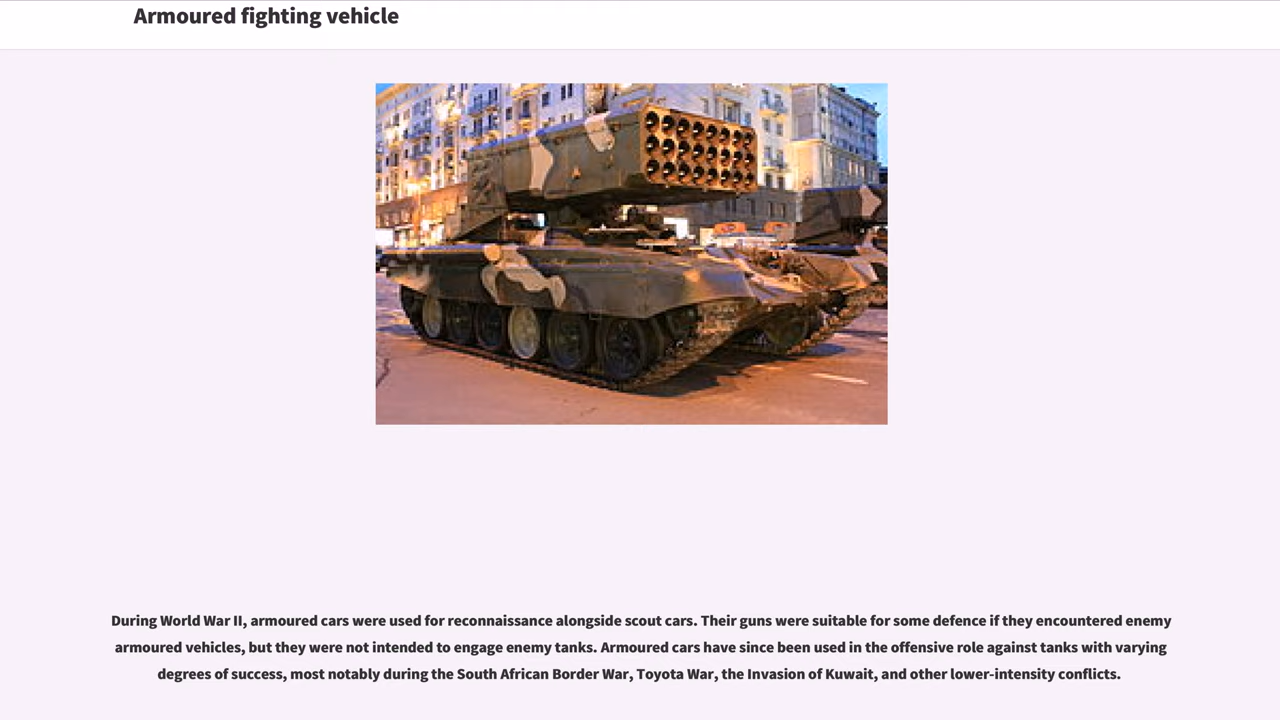 Armoured fighting vehicle
During World War II, armoured cars were used for reconnaissance alongside scout cars. Their guns were suitable for some defence if they encountered enemy
armoured vehicles, but they were not intended to engage enemy tanks. Armoured cars have since been used in the offensive role against tanks with varying
degrees of success, most notably during the South African Border War, Toyota War, the Invasion of Kuwait, and other lower-intensity conflicts.